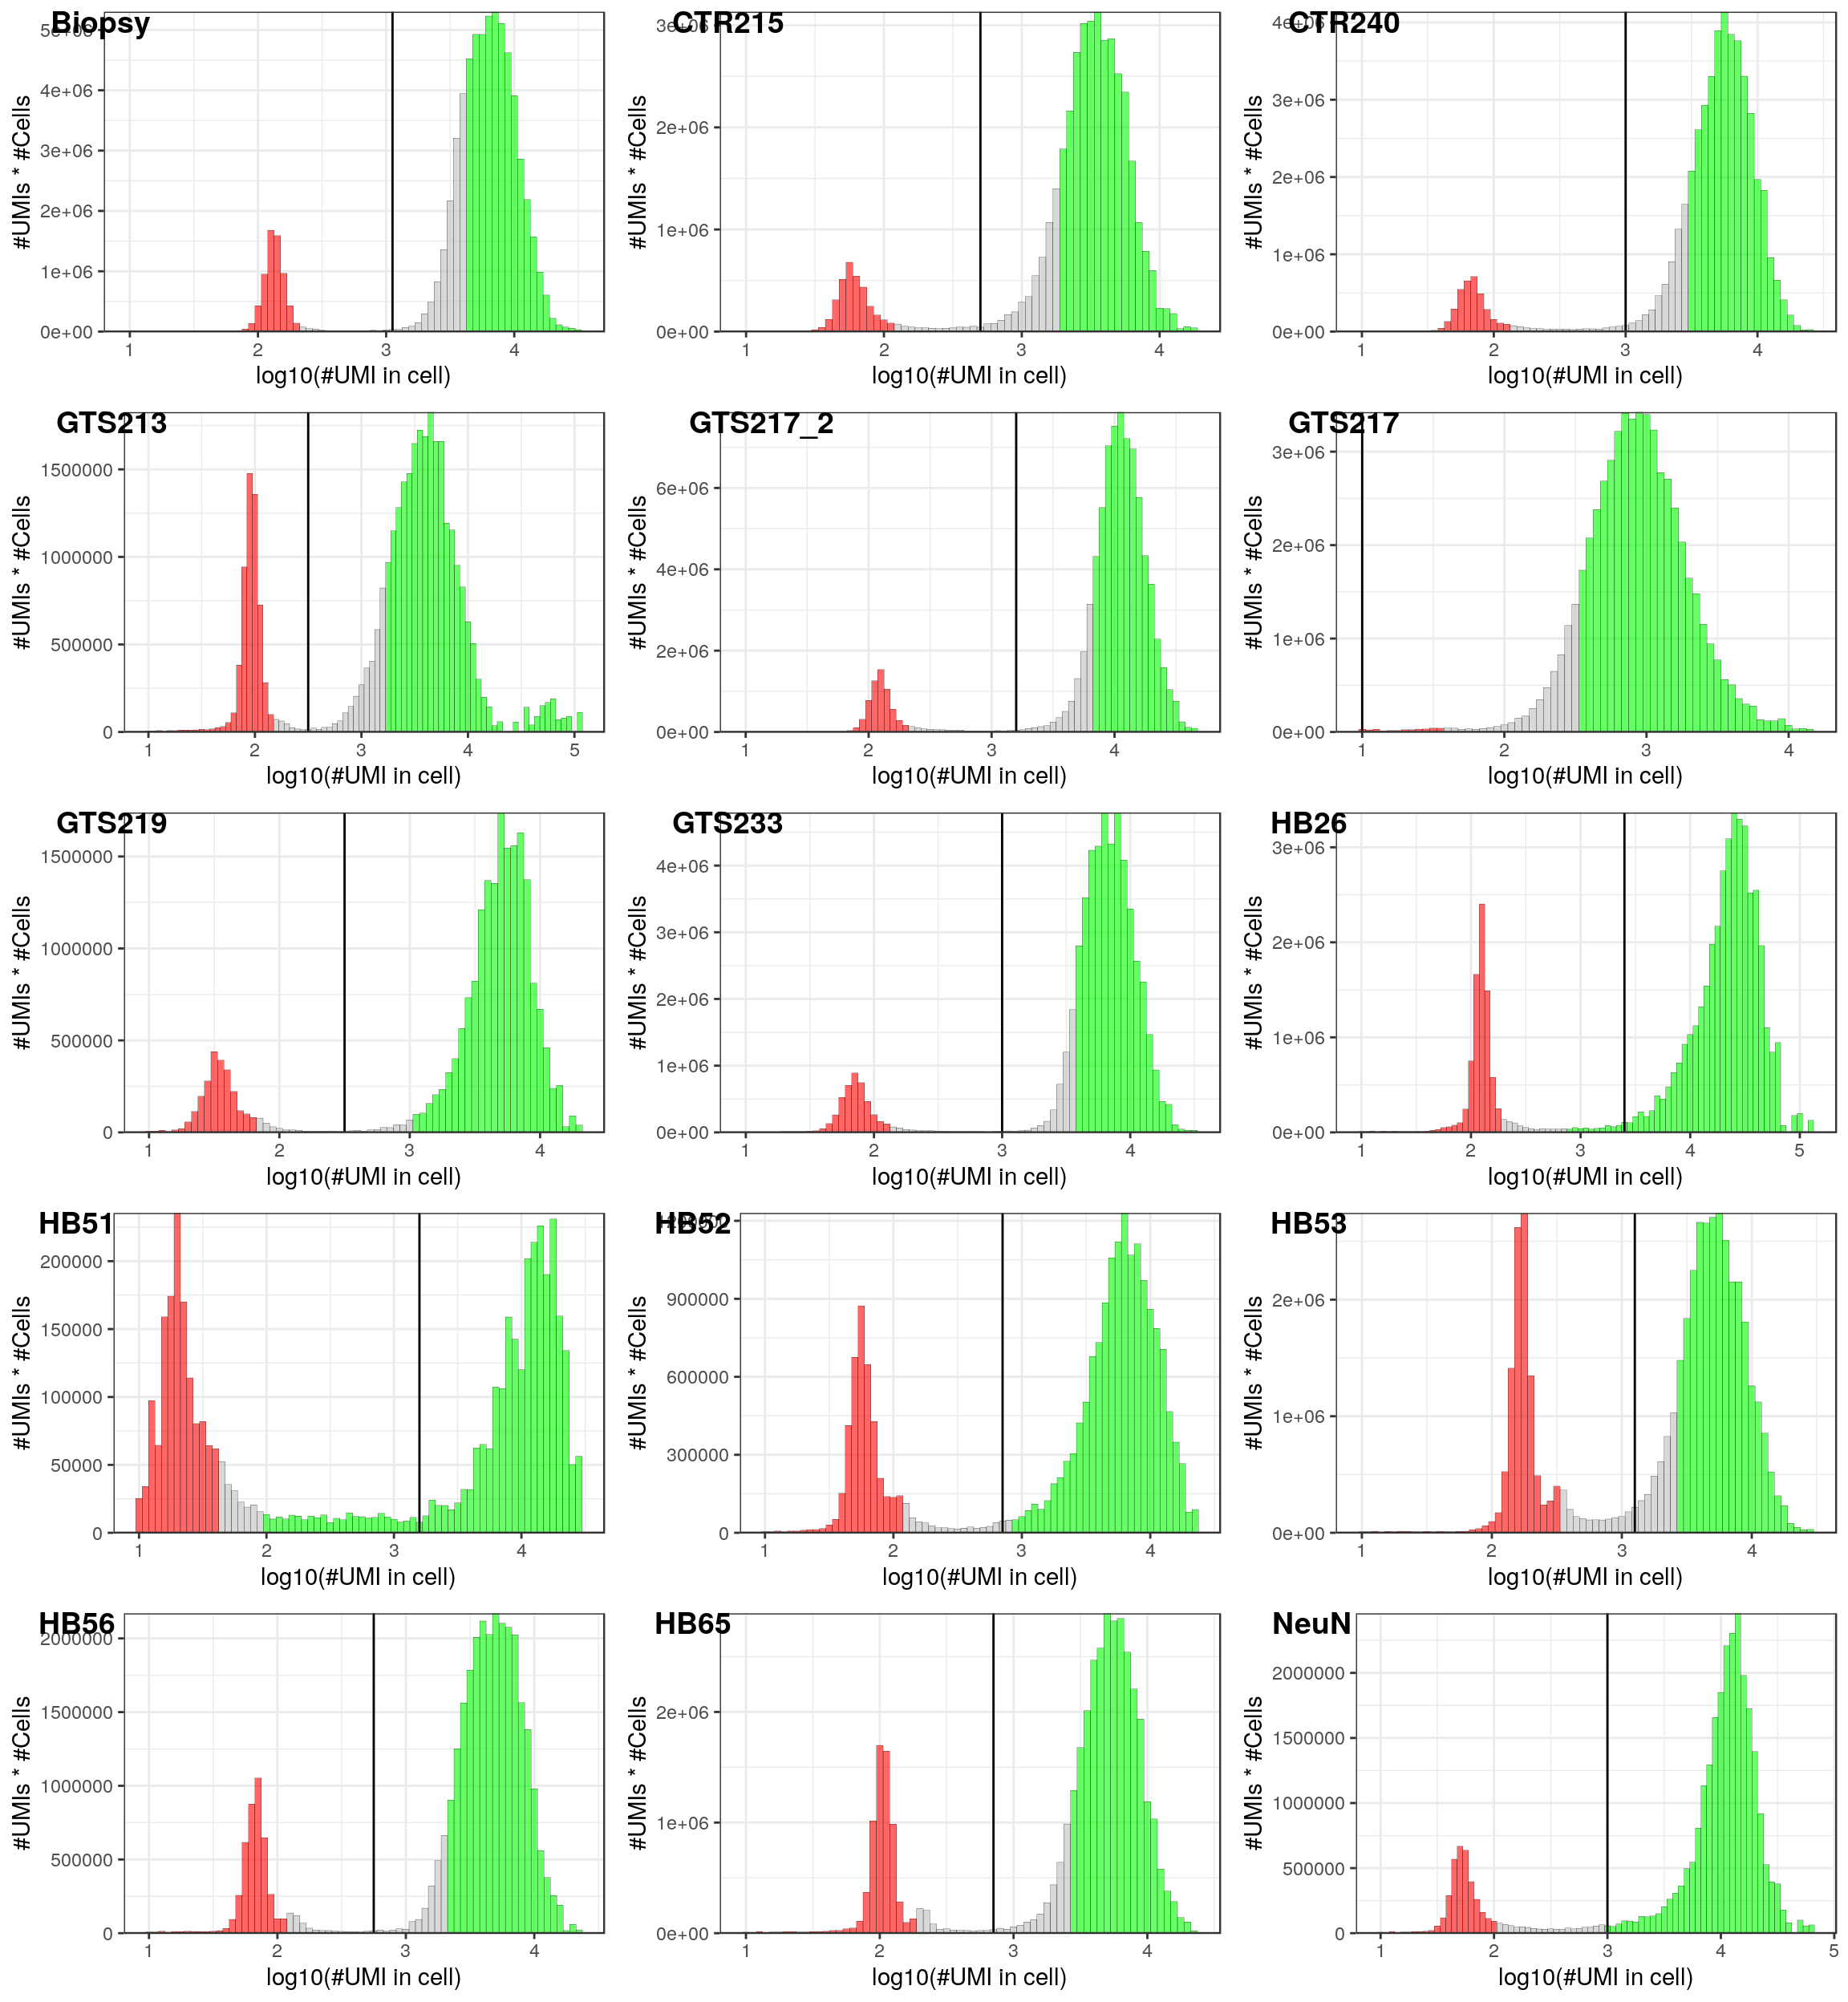 Biopsy
5e+06
4e+06
3e+06
2e+06
1e+06
0e+00
1 2 3 4
#UMIs * #Cells
log10(#UMI in cell)
CTR215
3e+06
2e+06
1e+06
0e+00
1 2 3 4
#UMIs * #Cells
log10(#UMI in cell)
CTR240
4e+06
3e+06
2e+06
1e+06
0e+00
1 2 3 4
#UMIs * #Cells
log10(#UMI in cell)
GTS213
1500000
1000000
500000
0
1 2 3 4 5
#UMIs * #Cells
log10(#UMI in cell)
GTS217_2
6e+06
4e+06
2e+06
0e+00
1 2 3 4
#UMIs * #Cells
log10(#UMI in cell)
GTS217
3e+06
2e+06
1e+06
0e+00
1 2 3 4
#UMIs * #Cells
log10(#UMI in cell)
GTS219
1500000
1000000
500000
0
1 2 3 4
#UMIs * #Cells
log10(#UMI in cell)
GTS233
4e+06
3e+06
2e+06
1e+06
0e+00
1 2 3 4
#UMIs * #Cells
log10(#UMI in cell)
HB26
3e+06
2e+06
1e+06
0e+00
1 2 3 4 5
#UMIs * #Cells
log10(#UMI in cell)
HB51
200000
150000
100000
50000
0
1 2 3 4
#UMIs * #Cells
log10(#UMI in cell)
HB52
1200000
900000
600000
300000
0
1 2 3 4
#UMIs * #Cells
log10(#UMI in cell)
HB53
2e+06
1e+06
0e+00
1 2 3 4
#UMIs * #Cells
log10(#UMI in cell)
HB56
2000000
1500000
1000000
500000
0
1 2 3 4
#UMIs * #Cells
log10(#UMI in cell)
HB65
2e+06
1e+06
0e+00
1 2 3 4
#UMIs * #Cells
log10(#UMI in cell)
NeuN
2000000
1500000
1000000
500000
0
1 2 3 4 5
#UMIs * #Cells
log10(#UMI in cell)